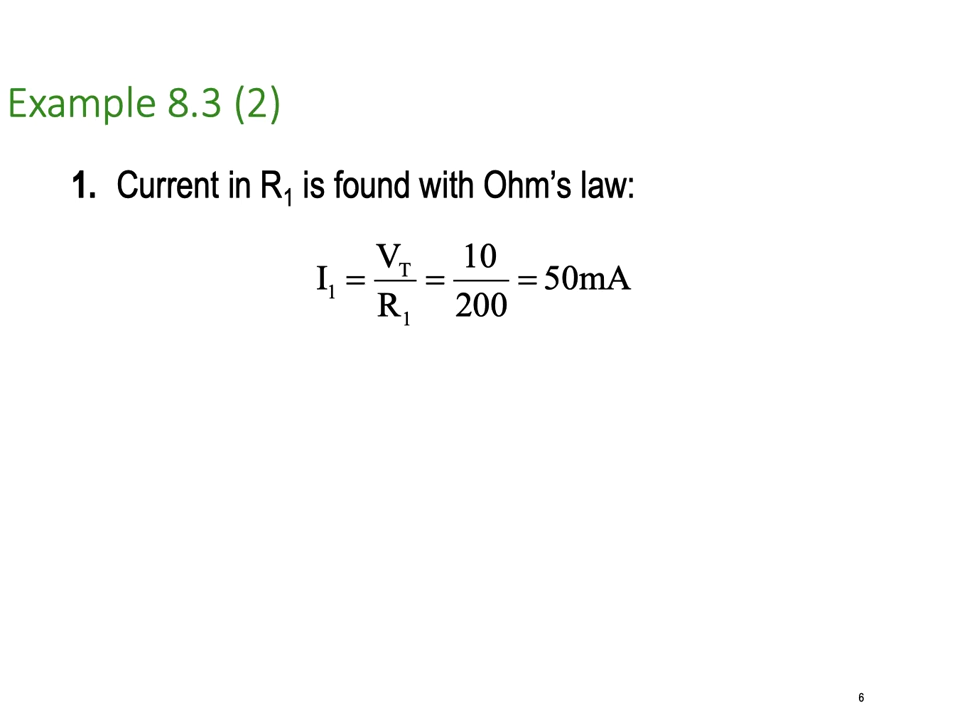 Example 8.3 (2)
1. Current in R₁ is found with Ohm’s law:
I₁ = V_T / R₁ = 10 / 200 = 50mA
6